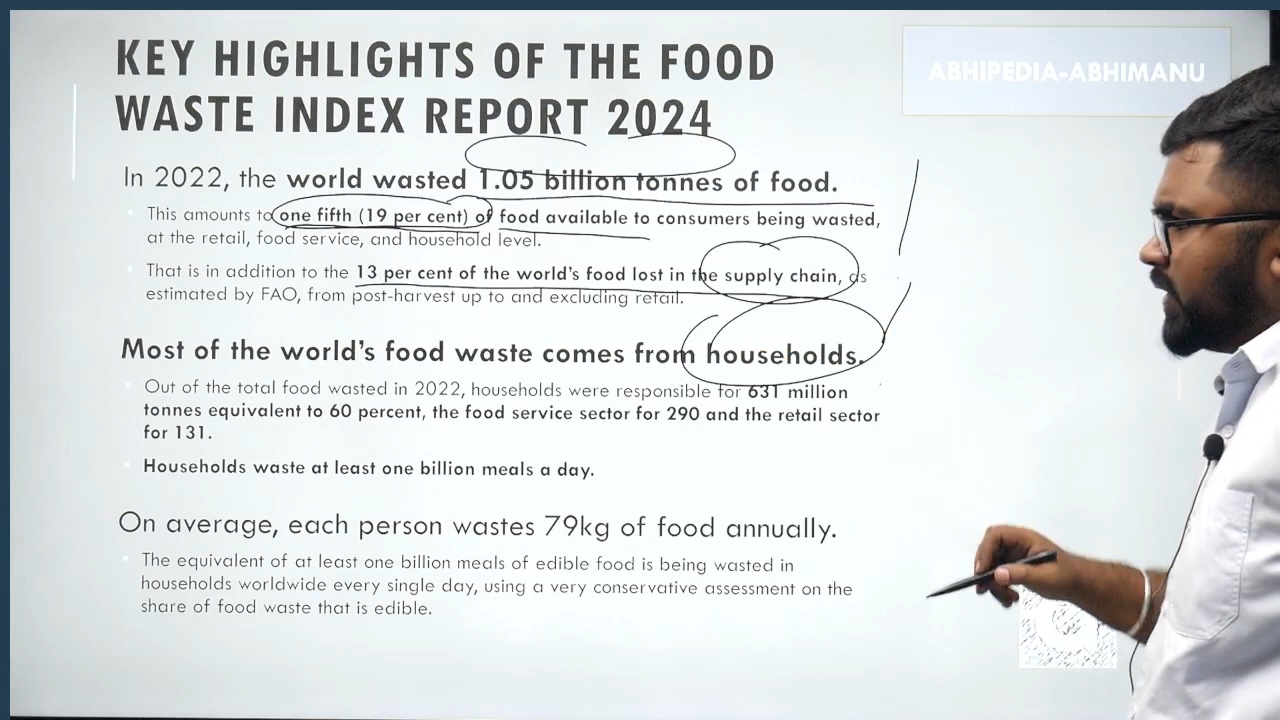 KEY HIGHLIGHTS OF THE FOOD
WASTE INDEX REPORT 2024
ABHIPEDIA-ABHIMANU
In 2022, the world wasted 1.05 billion tonnes of food.
This amounts to one fifth (19 per cent) of food available to consumers being wasted,
at the retail, food service, and household level.
That is in addition to the 13 per cent of the world's food lost in the supply chain, as
estimated by FAO, from post-harvest up to and excluding retail.
Most of the world's food waste comes from households.
Out of the total food wasted in 2022, households were responsible for 631 million
tonnes equivalent to 60 percent, the food service sector for 290 and the retail sector
for 131.
Households waste at least one billion meals a day.
On average, each person wastes 79kg of food annually.
The equivalent of at least one billion meals of edible food is being wasted in
households worldwide every single day, using a very conservative assessment on the
share of food waste that is edible.